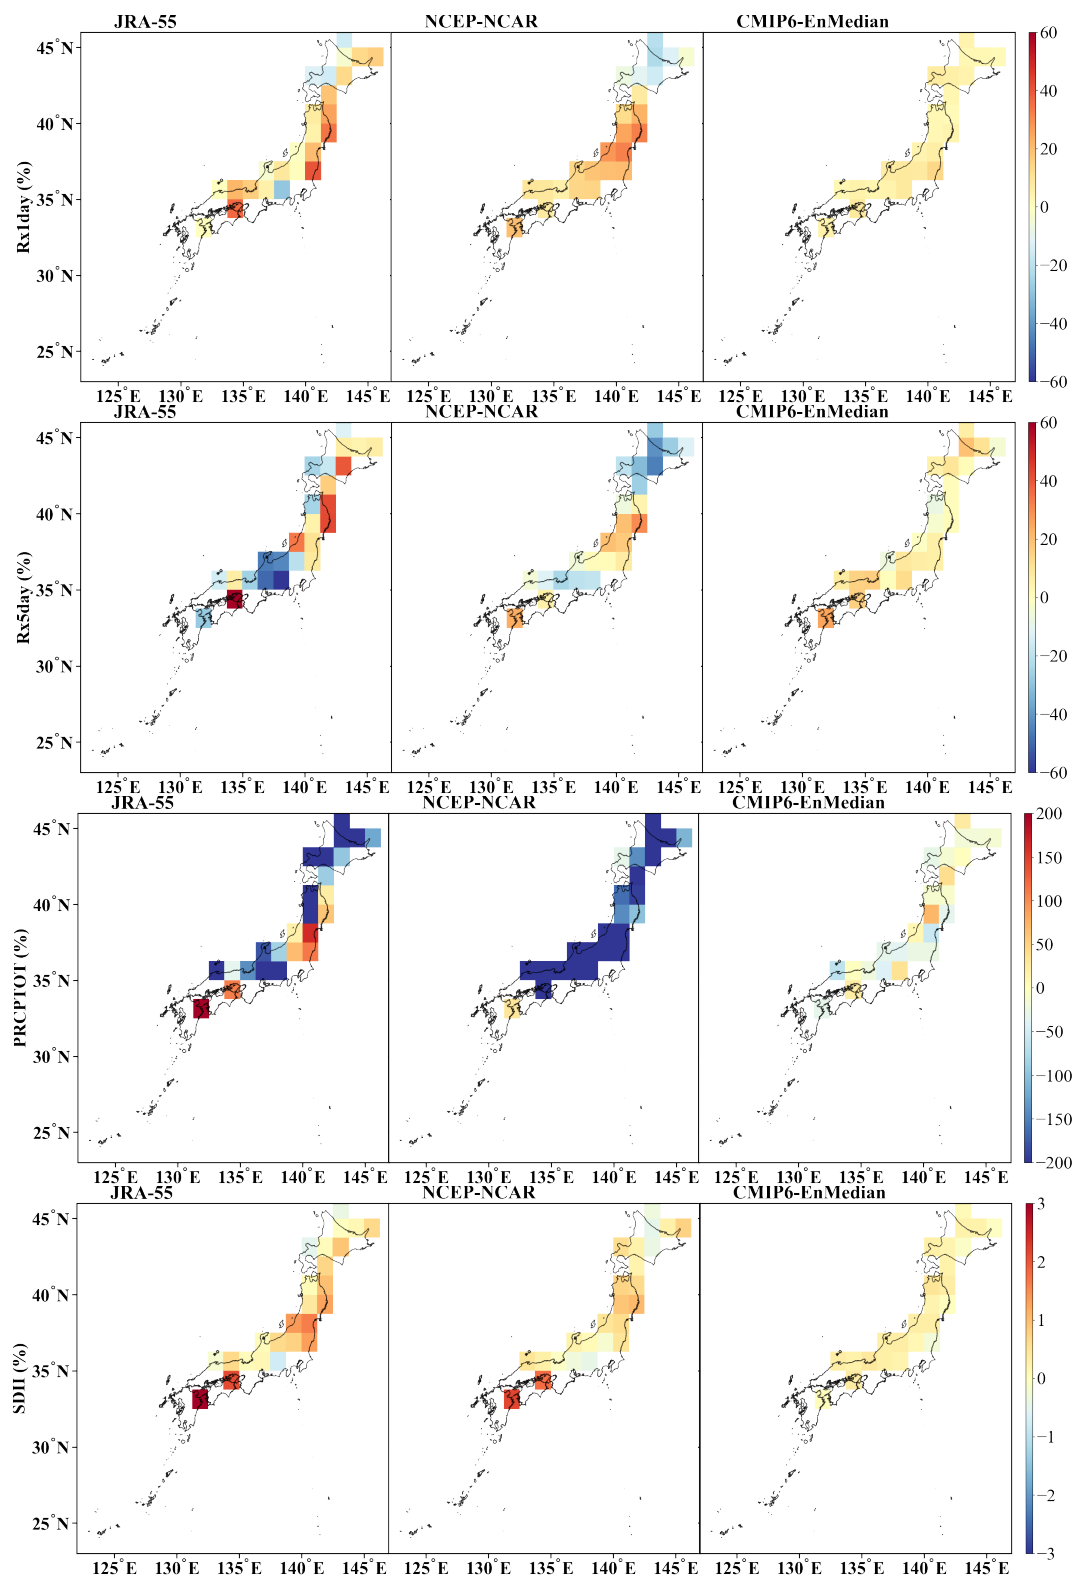 JRA-55 NCEP-NCAR CMIP6-EnMedian
Rx1day (%)
45°N
40°N
35°N
30°N
25°N
60
40
20
0
−20
−40
−60
125°E 130°E 135°E 140°E 145°E 125°E 130°E 135°E 140°E 145°E 125°E 130°E 135°E 140°E 145°E
JRA-55 NCEP-NCAR CMIP6-EnMedian
Rx5day (%)
45°N
40°N
35°N
30°N
25°N
60
40
20
0
−20
−40
−60
125°E 130°E 135°E 140°E 145°E 125°E 130°E 135°E 140°E 145°E 125°E 130°E 135°E 140°E 145°E
JRA-55 NCEP-NCAR CMIP6-EnMedian
PRCPTOT (%)
45°N
40°N
35°N
30°N
25°N
200
150
100
50
0
−50
−100
−150
−200
125°E 130°E 135°E 140°E 145°E 125°E 130°E 135°E 140°E 145°E 125°E 130°E 135°E 140°E 145°E
JRA-55 NCEP-NCAR CMIP6-EnMedian
SDII (%)
45°N
40°N
35°N
30°N
25°N
3
2
1
0
−1
−2
−3
125°E 130°E 135°E 140°E 145°E 125°E 130°E 135°E 140°E 145°E 125°E 130°E 135°E 140°E 145°E